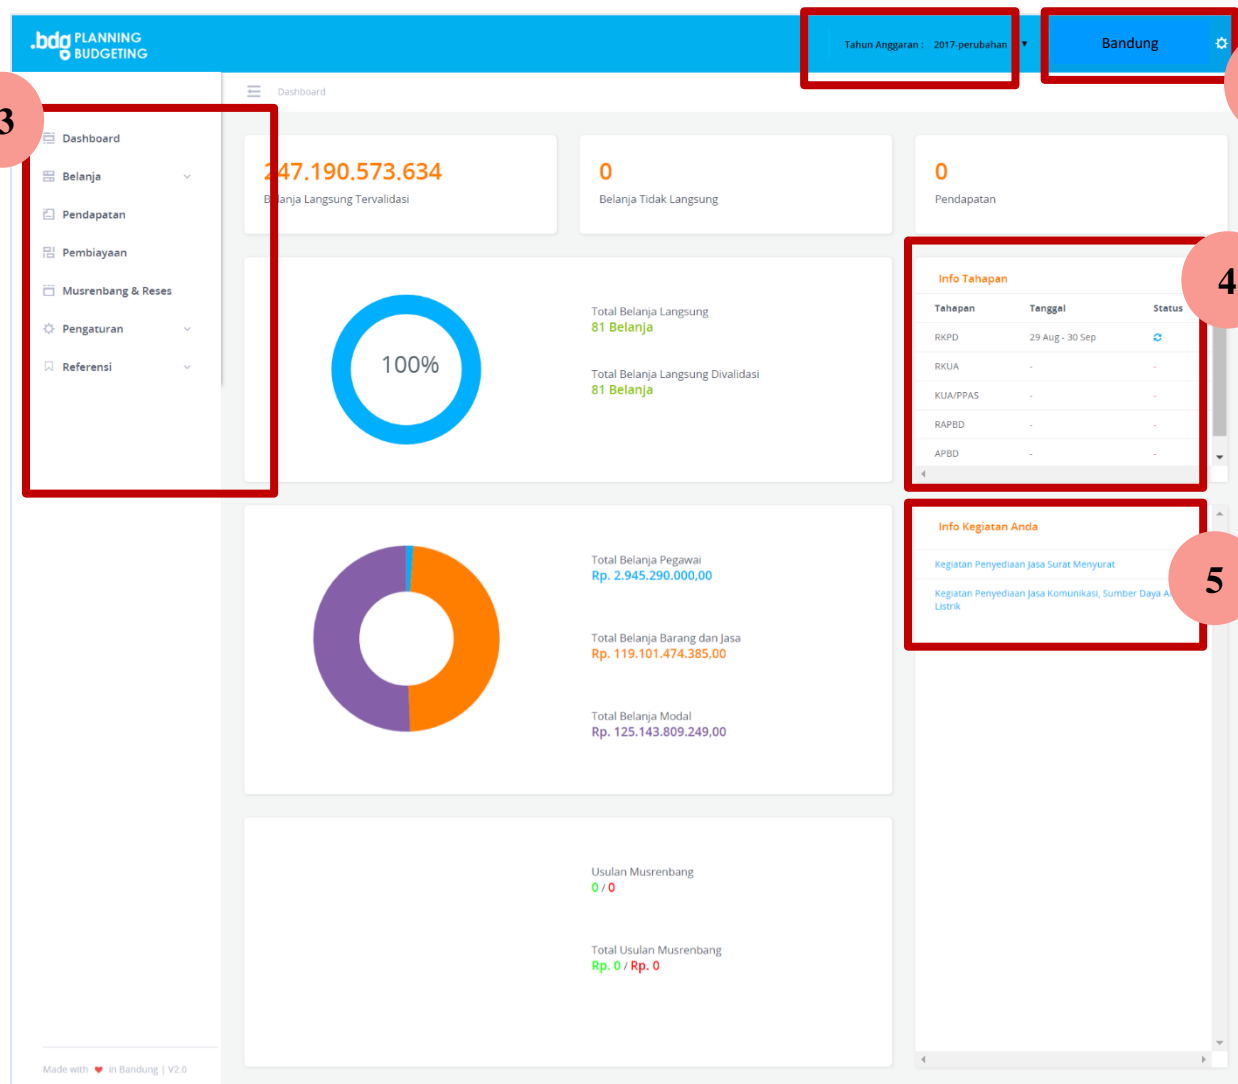 .bdg PLANNING
BUDGETING
Tahun Anggaran : 2017-perubahan
Bandung
Dashboard
3
Dashboard
Belanja
Pendapatan
Pembiayaan
Musrenbang & Reses
Pengaturan
Referensi
247.190.573.634
Belanja Langsung Tervalidasi
0
Belanja Tidak Langsung
0
Pendapatan
100%
Total Belanja Langsung
81 Belanja
Total Belanja Langsung Divalidasi
81 Belanja
4
Info Tahapan
Tahapan Tanggal Status
RKPD 29 Aug - 30 Sep
RKUA - -
KUA/PPAS - -
RAPBD - -
APBD - -
Total Belanja Pegawai
Rp. 2.945.290.000,00
Total Belanja Barang dan Jasa
Rp. 119.101.474.385,00
Total Belanja Modal
Rp. 125.143.809.249,00
Info Kegiatan Anda
5
Kegiatan Penyediaan Jasa Surat Menyurat
Kegiatan Penyediaan Jasa Komunikasi, Sumber Daya
Listrik
Usulan Musrenbang
0 / 0
Total Usulan Musrenbang
Rp. 0 / Rp. 0
Made with ♥ in Bandung | V2.0